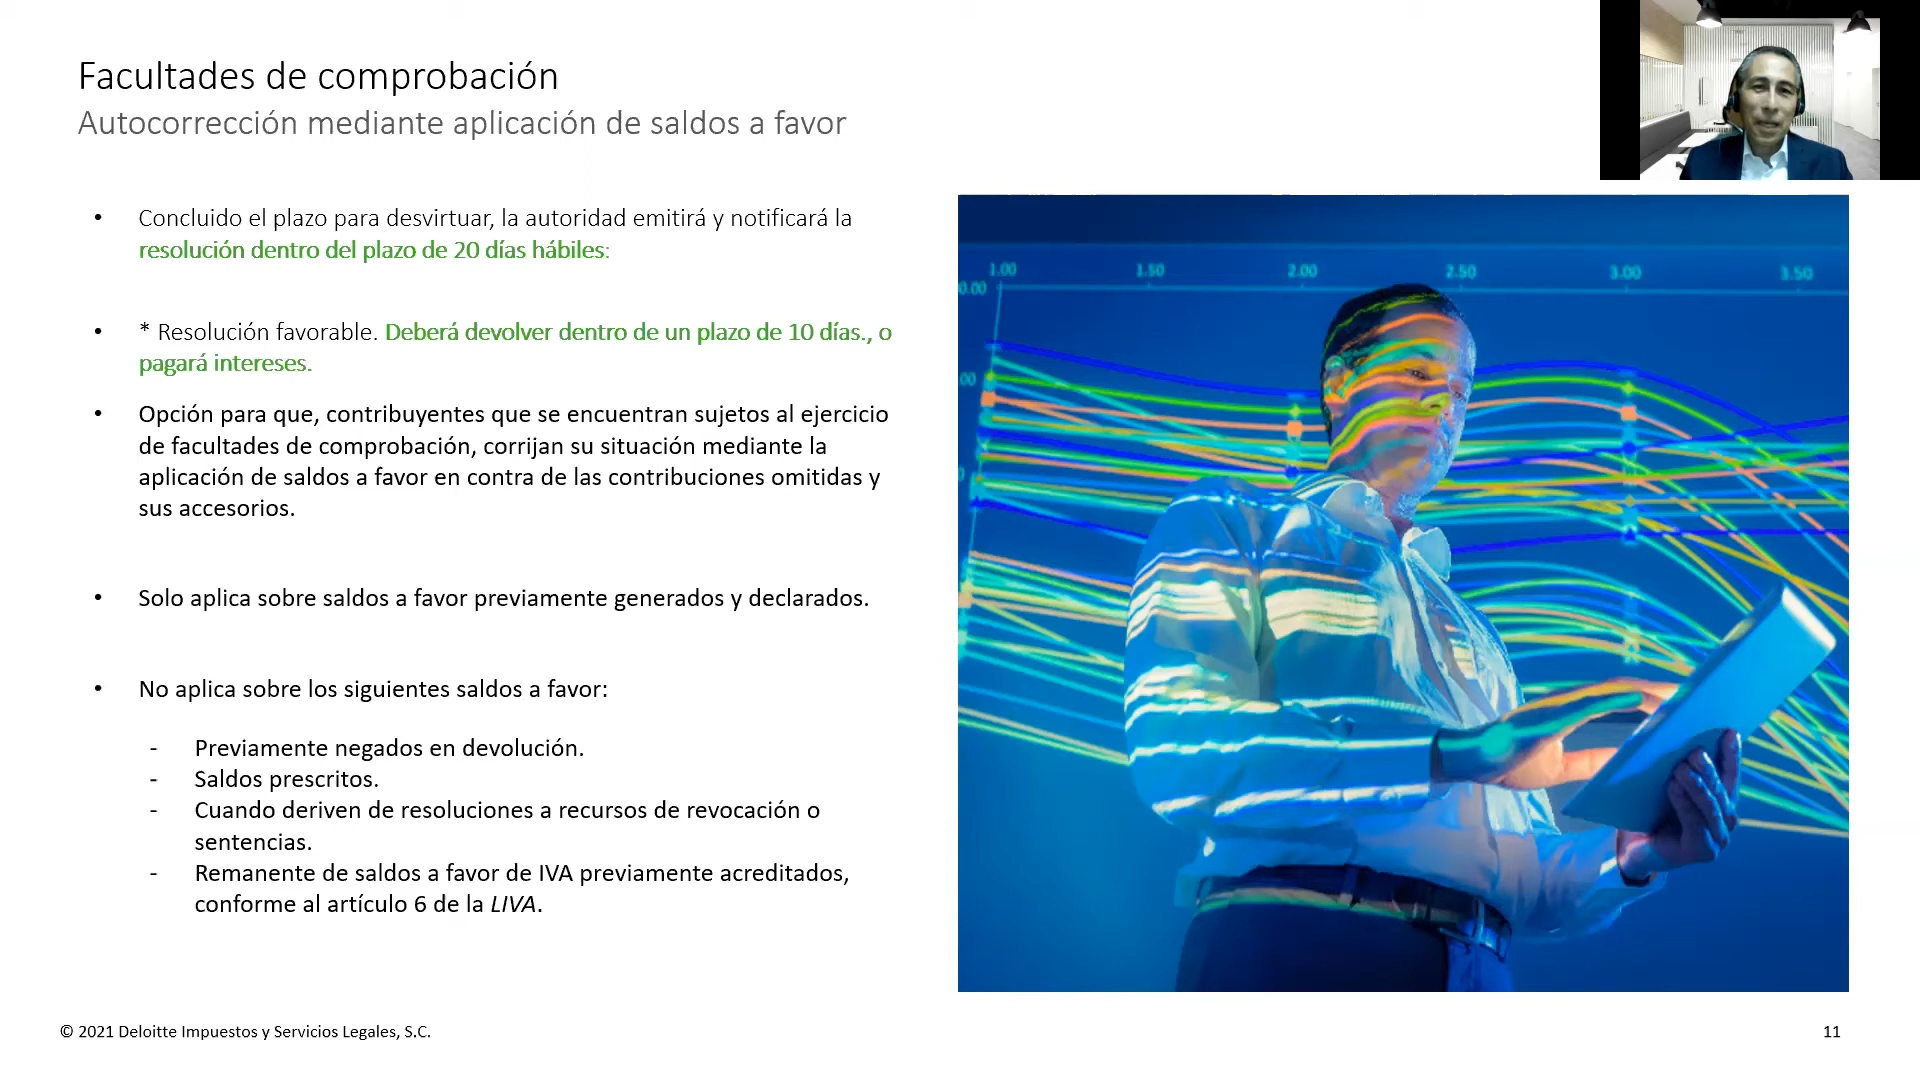 Facultades de comprobación
Autocorrección mediante aplicación de saldos a favor
• Concluido el plazo para desvirtuar, la autoridad emitirá y notificará la
resolución dentro del plazo de 20 días hábiles:
• * Resolución favorable. Deberá devolver dentro de un plazo de 10 días., o
pagará intereses.
• Opción para que, contribuyentes que se encuentran sujetos al ejercicio
de facultades de comprobación, corrijan su situación mediante la
aplicación de saldos a favor en contra de las contribuciones omitidas y
sus accesorios.
• Solo aplica sobre saldos a favor previamente generados y declarados.
• No aplica sobre los siguientes saldos a favor:
- Previamente negados en devolución.
- Saldos prescritos.
- Cuando deriven de resoluciones a recursos de revocación o
sentencias.
- Remanente de saldos a favor de IVA previamente acreditados,
conforme al artículo 6 de la LIVA.
1.00 1.50 2.00 2.50 3.00 3.50
0.00
00
© 2021 Deloitte Impuestos y Servicios Legales, S.C.
11